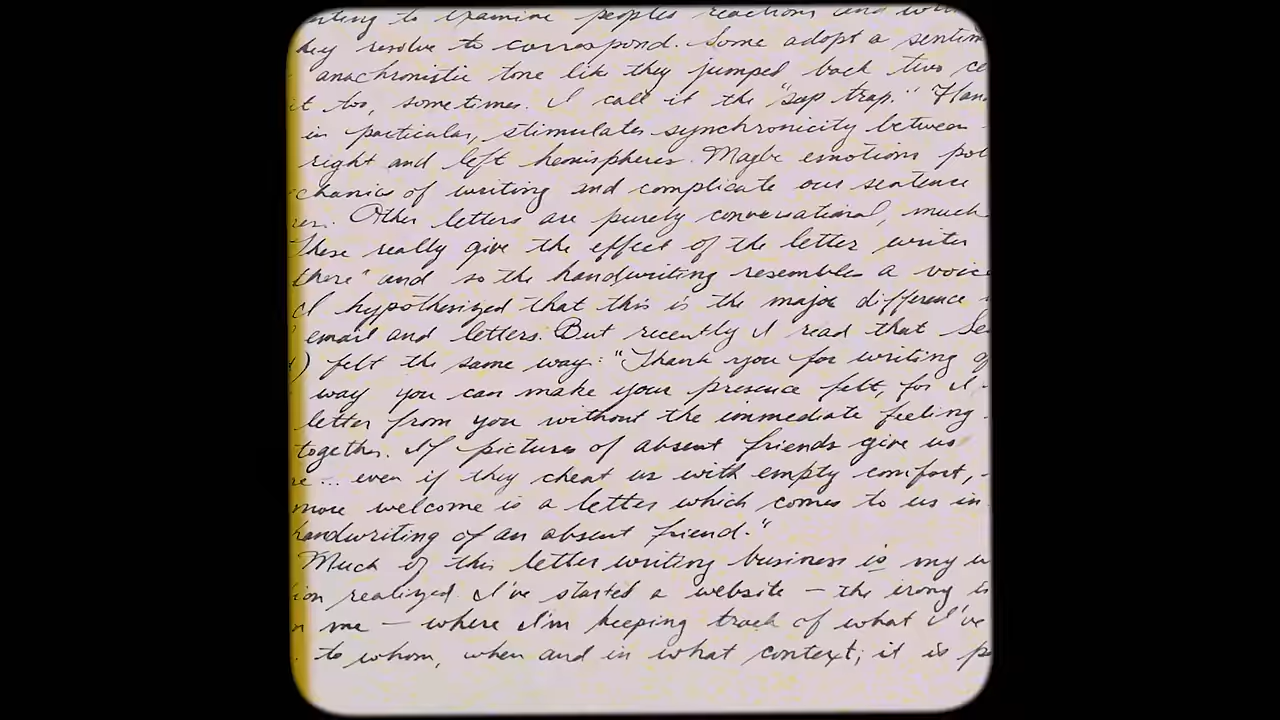 to examine peoples reactions and
resolve to correspond. Some adopt a
anachronistic tone like they jumped back two
too, sometimes. I call it the "sap trap."
in particular, stimulates synchronicity between
right and left hemispheres. Maybe emotions
of writing and complicate our sentence
Other letters are purely conversational, much
These really give the effect of the letter writer
there" and so the handwriting resembles a voice
I hypothesized that this is the major difference
email and letters. But recently I read that
) felt the same way: "Thank you for writing
way you can make your presence felt, for I
letter from you without the immediate feeling
together. If pictures of absent friends give us
... even if they cheat us with empty comfort,
more welcome is a letter which comes to us in
handwriting of an absent friend."
Much of this letter writing business is my
realized. I've started a website — the irony is
me — where I'm keeping track of what I've
to whom, when and in what context; it is